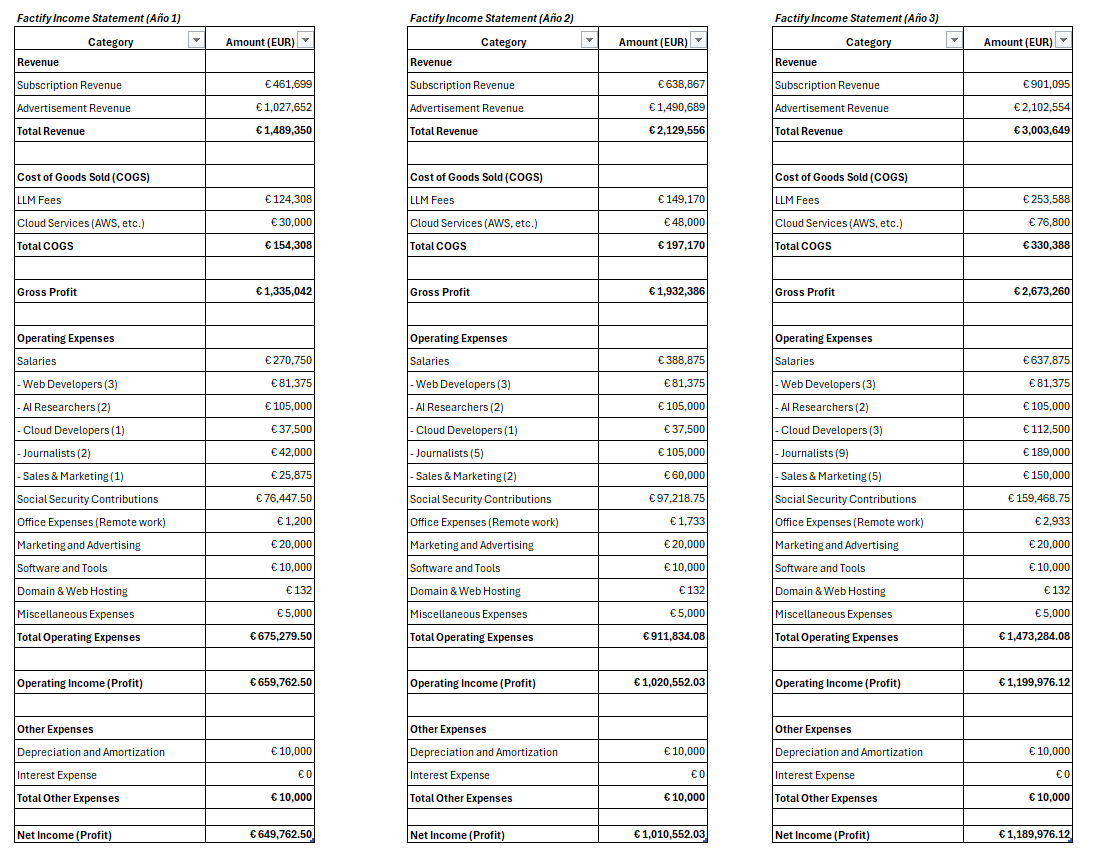 Factify Income Statement (Año 1)
Category Amount (EUR)
Revenue
Subscription Revenue € 461,699
Advertisement Revenue € 1,027,652
Total Revenue € 1,489,350
Cost of Goods Sold (COGS)
LLM Fees € 124,308
Cloud Services (AWS, etc.) € 30,000
Total COGS € 154,308
Gross Profit € 1,335,042
Operating Expenses
Salaries € 270,750
- Web Developers (3) € 81,375
- AI Researchers (2) € 105,000
- Cloud Developers (1) € 37,500
- Journalists (2) € 42,000
- Sales & Marketing (1) € 25,875
Social Security Contributions € 76,447.50
Office Expenses (Remote work) € 1,200
Marketing and Advertising € 20,000
Software and Tools € 10,000
Domain & Web Hosting € 132
Miscellaneous Expenses € 5,000
Total Operating Expenses € 675,279.50
Operating Income (Profit) € 659,762.50
Other Expenses
Depreciation and Amortization € 10,000
Interest Expense € 0
Total Other Expenses € 10,000
Net Income (Profit) € 649,762.50
Factify Income Statement (Año 2)
Category Amount (EUR)
Revenue
Subscription Revenue € 638,867
Advertisement Revenue € 1,490,689
Total Revenue € 2,129,556
Cost of Goods Sold (COGS)
LLM Fees € 149,170
Cloud Services (AWS, etc.) € 48,000
Total COGS € 197,170
Gross Profit € 1,932,386
Operating Expenses
Salaries € 388,875
- Web Developers (3) € 81,375
- AI Researchers (2) € 105,000
- Cloud Developers (1) € 37,500
- Journalists (5) € 105,000
- Sales & Marketing (2) € 60,000
Social Security Contributions € 97,218.75
Office Expenses (Remote work) € 1,733
Marketing and Advertising € 20,000
Software and Tools € 10,000
Domain & Web Hosting € 132
Miscellaneous Expenses € 5,000
Total Operating Expenses € 911,834.08
Operating Income (Profit) € 1,020,552.03
Other Expenses
Depreciation and Amortization € 10,000
Interest Expense € 0
Total Other Expenses € 10,000
Net Income (Profit) € 1,010,552.03
Factify Income Statement (Año 3)
Category Amount (EUR)
Revenue
Subscription Revenue € 901,095
Advertisement Revenue € 2,102,554
Total Revenue € 3,003,649
Cost of Goods Sold (COGS)
LLM Fees € 253,588
Cloud Services (AWS, etc.) € 76,800
Total COGS € 330,388
Gross Profit € 2,673,260
Operating Expenses
Salaries € 637,875
- Web Developers (3) € 81,375
- AI Researchers (2) € 105,000
- Cloud Developers (3) € 112,500
- Journalists (9) € 189,000
- Sales & Marketing (5) € 150,000
Social Security Contributions € 159,468.75
Office Expenses (Remote work) € 2,933
Marketing and Advertising € 20,000
Software and Tools € 10,000
Domain & Web Hosting € 132
Miscellaneous Expenses € 5,000
Total Operating Expenses € 1,473,284.08
Operating Income (Profit) € 1,199,976.12
Other Expenses
Depreciation and Amortization € 10,000
Interest Expense € 0
Total Other Expenses € 10,000
Net Income (Profit) € 1,189,976.12